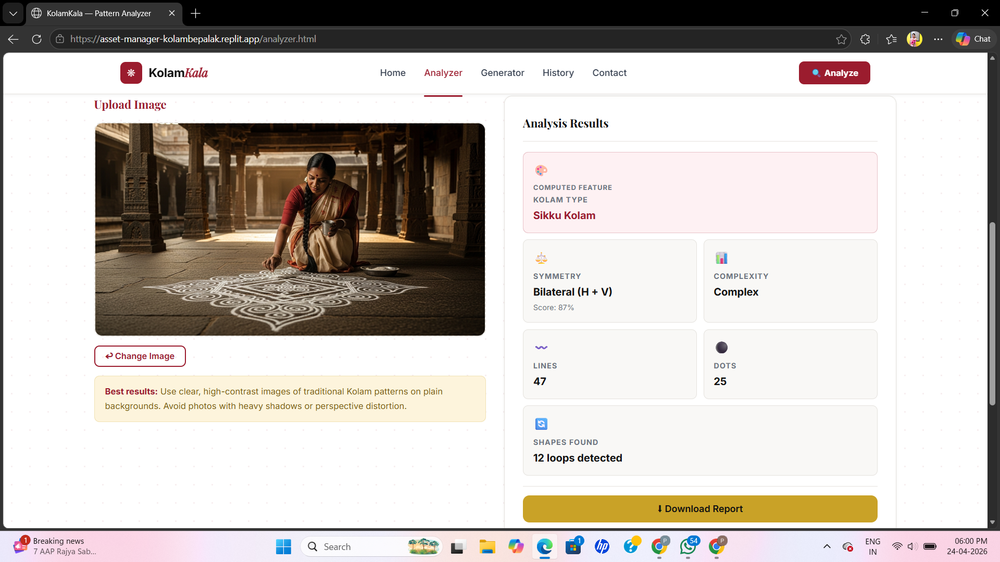 KolamKala — Pattern Analyzer
https://asset-manager-kolambepalak.replit.app/analyzer.html
Chat
KolamKala
Home
Analyzer
Generator
History
Contact
Analyze
Upload Image
Change Image
Best results: Use clear, high-contrast images of traditional Kolam patterns on plain
backgrounds. Avoid photos with heavy shadows or perspective distortion.
Analysis Results
COMPUTED FEATURE
KOLAM TYPE
Sikku Kolam
SYMMETRY
Bilateral (H + V)
Score: 87%
COMPLEXITY
Complex
LINES
47
DOTS
25
SHAPES FOUND
12 loops detected
Download Report
1
Breaking news
7 AAP Rajya Sab...
Search
1
hp
?
P
54
P
ENG
IN
06:00 PM
24-04-2026